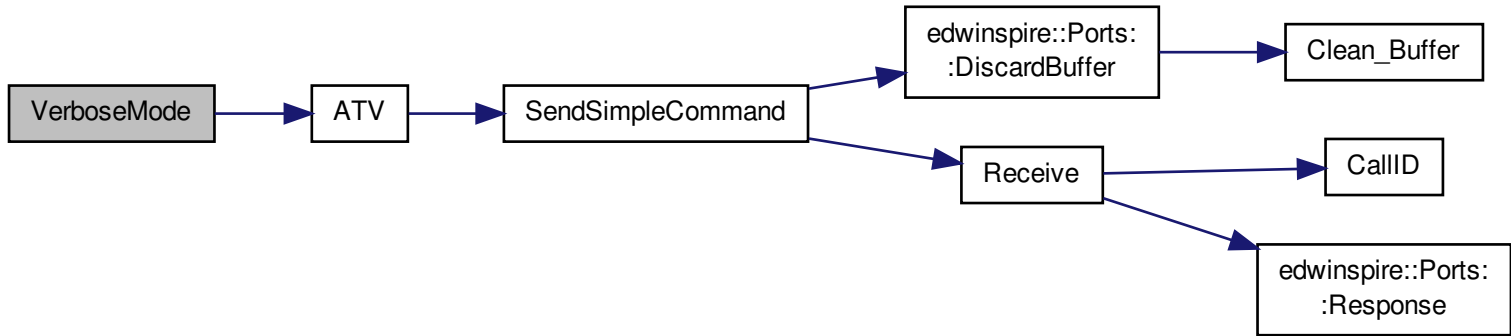 VerboseMode
ATV
SendSimpleCommand
edwinspire::Ports:
:DiscardBuffer
Clean_Buffer
Receive
CallID
edwinspire::Ports:
:Response